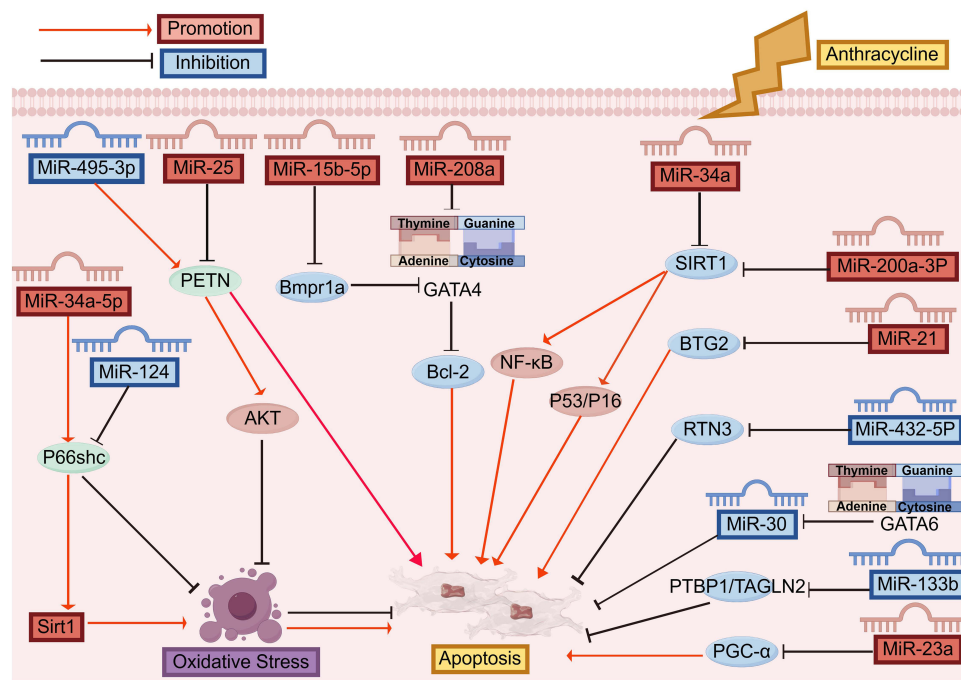 Promotion
Inhibition
Anthracycline
MiR-495-3p
MiR-25
MiR-15b-5p
MiR-208a
MiR-34a
Thymine Guanine
Adenine Cytosine
PETN
Bmpr1a
GATA4
SIRT1
MiR-200a-3P
MiR-34a-5p
MiR-124
Bcl-2
NF-κB
BTG2
MiR-21
P53/P16
AKT
RTN3
MiR-432-5P
P66shc
Thymine Guanine
Adenine Cytosine
MiR-30
GATA6
PTBP1/TAGLN2
MiR-133b
Sirt1
Oxidative Stress
Apoptosis
PGC-α
MiR-23a